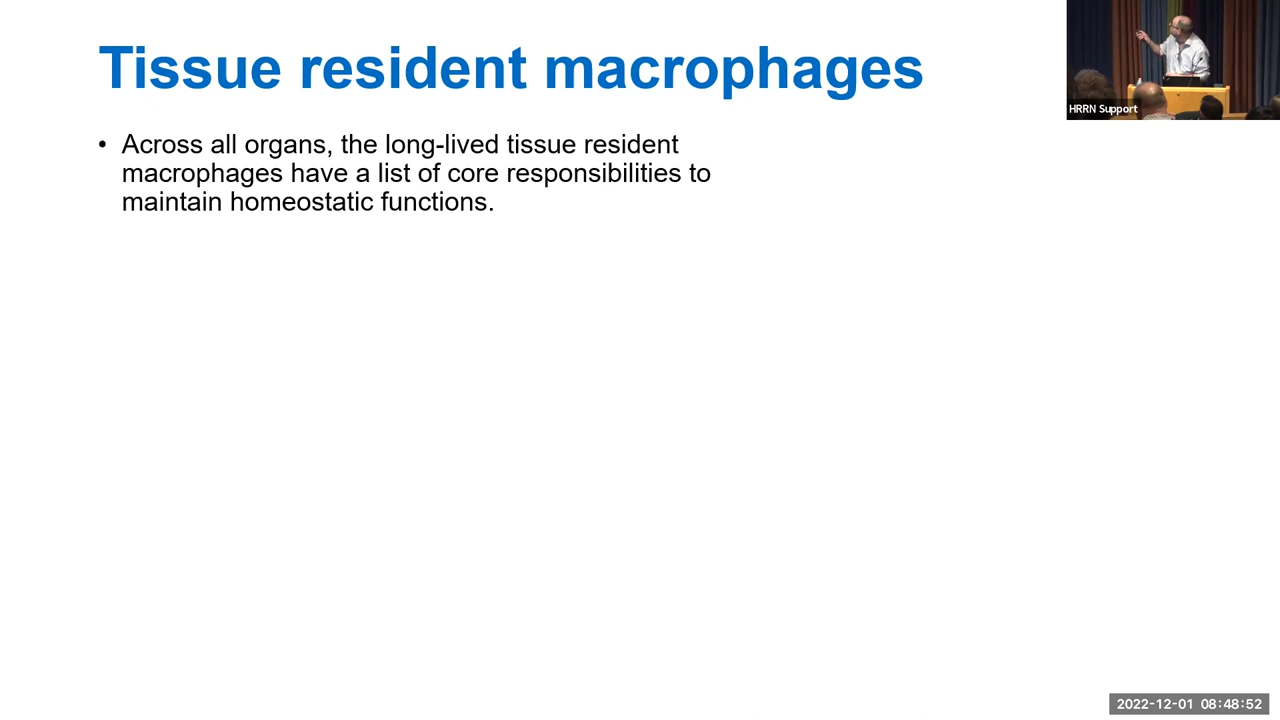 Tissue resident macrophages
HRRN Support
• Across all organs, the long-lived tissue resident
macrophages have a list of core responsibilities to
maintain homeostatic functions.
2022-12-01 08:48:52